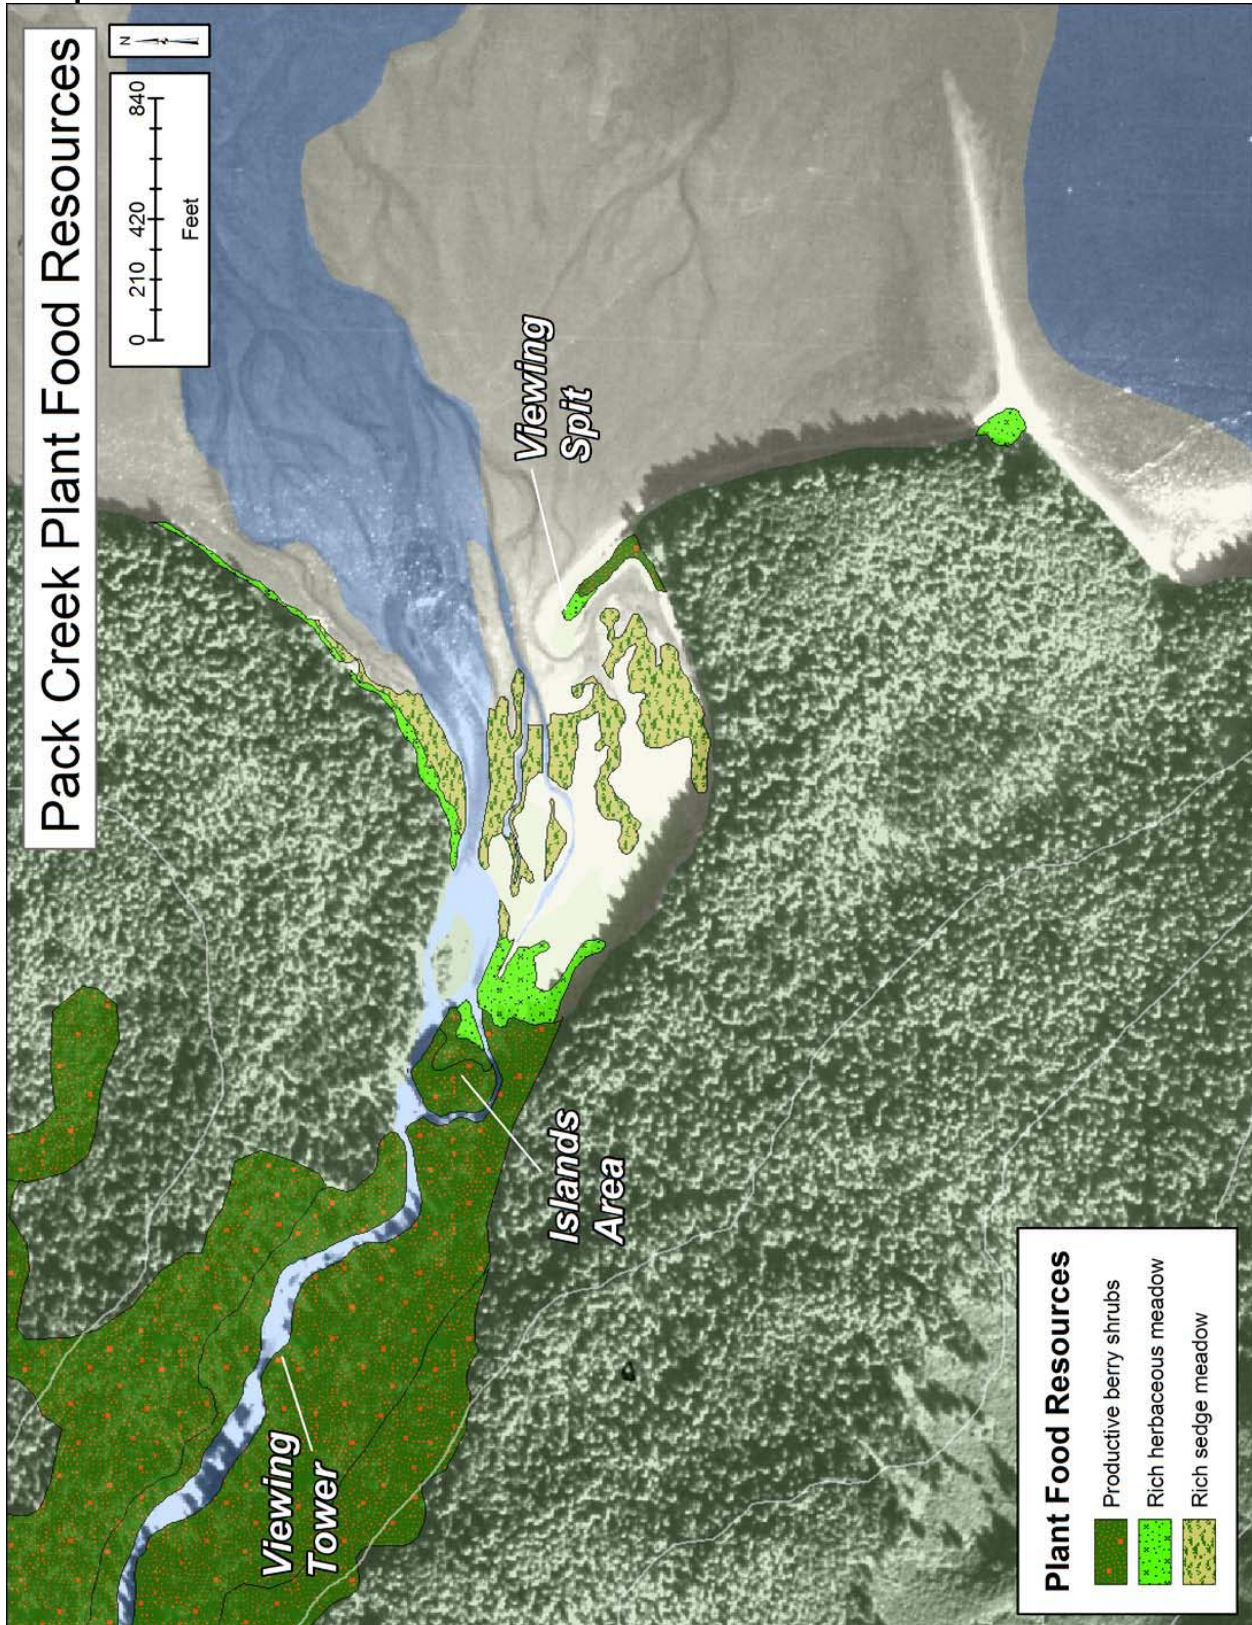 Pack Creek Plant Food Resources
N
0 210 420 840
Feet
Viewing
Spit
Islands
Area
Viewing
Tower
Plant Food Resources
Productive berry shrubs
Rich herbaceous meadow
Rich sedge meadow